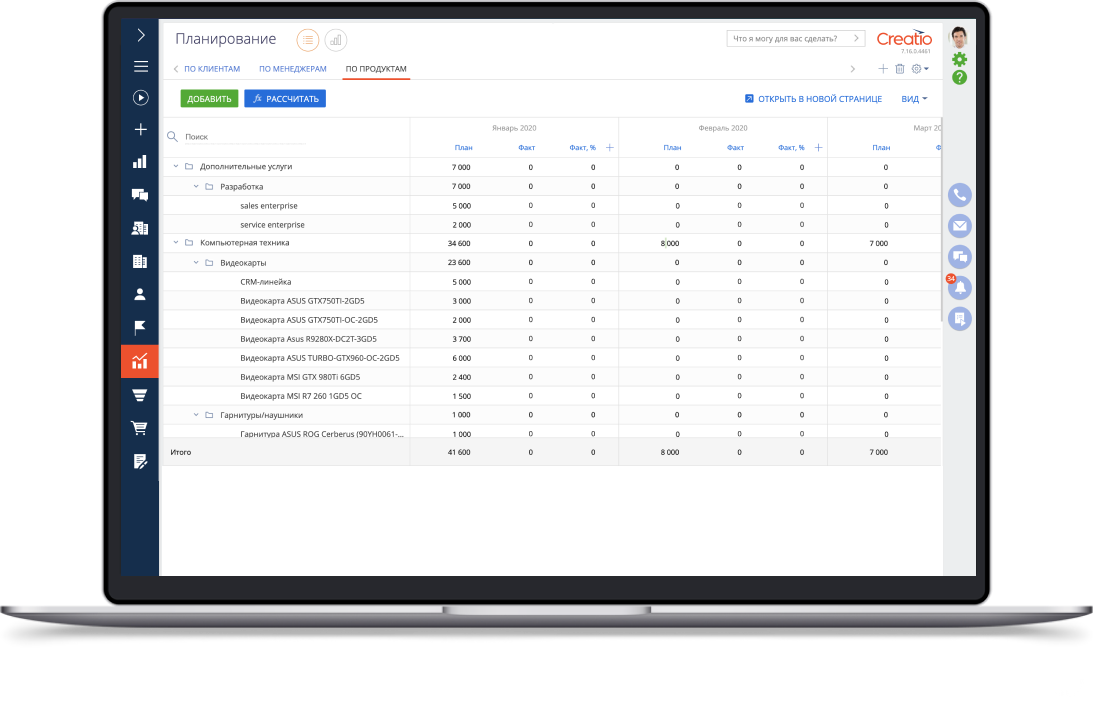 Планирование
Что я могу для вас сделать?
Creatio
7.16.0.4461
ПО КЛИЕНТАМ ПО МЕНЕДЖЕРАМ ПО ПРОДУКТАМ
ДОБАВИТЬ fx РАССЧИТАТЬ ОТКРЫТЬ В НОВОЙ СТРАНИЦЕ ВИД
Поиск
Январь 2020 Февраль 2020 Март 20
План Факт Факт, % План Факт Факт, % План Ф
Дополнительные услуги 7 000 0 0 0 0 0 0
Разработка 7 000 0 0 0 0 0 0
sales enterprise 5 000 0 0 0 0 0 0
service enterprise 2 000 0 0 0 0 0 0
Компьютерная техника 34 600 0 0 8 000 0 0 7 000
Видеокарты 23 600 0 0 0 0 0 0
CRM-линейка 5 000 0 0 0 0 0 0
Видеокарта ASUS GTX750TI-2GD5 3 000 0 0 0 0 0 0
Видеокарта ASUS GTX750TI-OC-2GD5 2 000 0 0 0 0 0 0
Видеокарта Asus R9280X-DC2T-3GD5 3 700 0 0 0 0 0 0
Видеокарта ASUS TURBO-GTX960-OC-2GD5 6 000 0 0 0 0 0 0
Видеокарта MSI GTX 980Ti 6GD5 2 400 0 0 0 0 0 0
Видеокарта MSI R7 260 1GD5 OC 1 500 0 0 0 0 0 0
Гарнитуры/наушники 1 000 0 0 0 0 0 0
Гарнитура ASUS ROG Cerberus (90YH0061-... 1 000 0 0 0 0 0 0
Итого 41 600 0 0 8 000 0 0 7 000
34